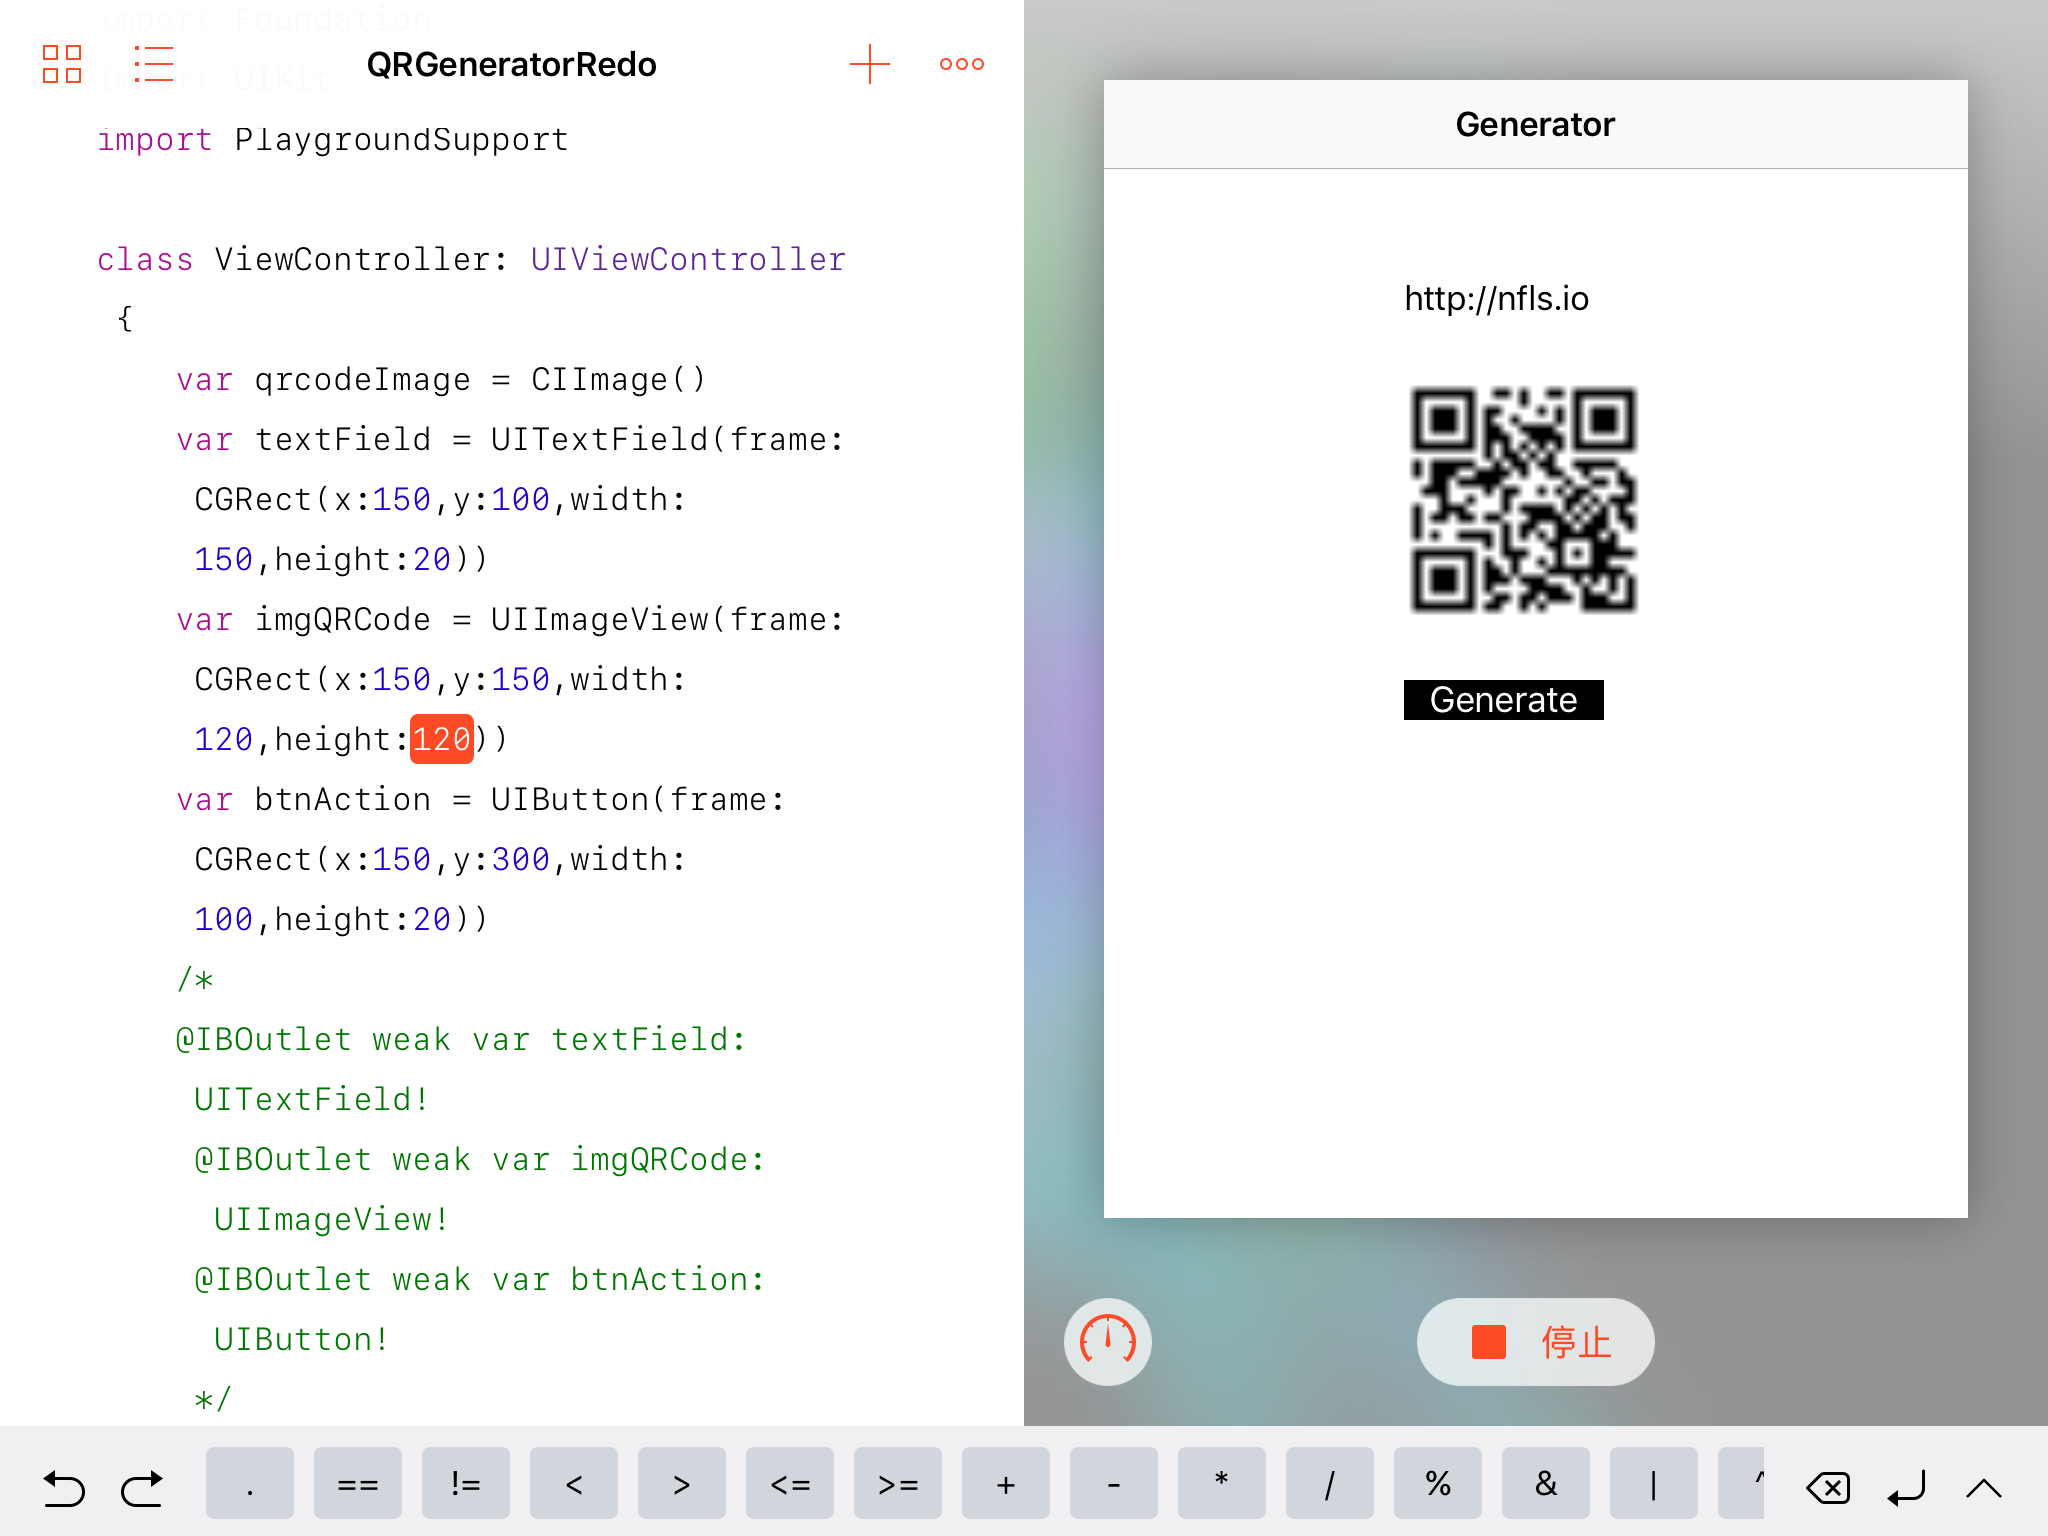 import Foundation
import UIKit
QRGeneratorRedo
import PlaygroundSupport
class ViewController: UIViewController
{
var qrcodeImage = CIImage()
var textField = UITextField(frame:
CGRect(x:150,y:100,width:
150,height:20))
var imgQRCode = UIImageView(frame:
CGRect(x:150,y:150,width:
120,height:120))
var btnAction = UIButton(frame:
CGRect(x:150,y:300,width:
100,height:20))
/*
@IBOutlet weak var textField:
UITextField!
@IBOutlet weak var imgQRCode:
UIImageView!
@IBOutlet weak var btnAction:
UIButton!
*/
Generator
http://nfls.io
Generate
停止
. == != < > <= >= + - * / % & | ^